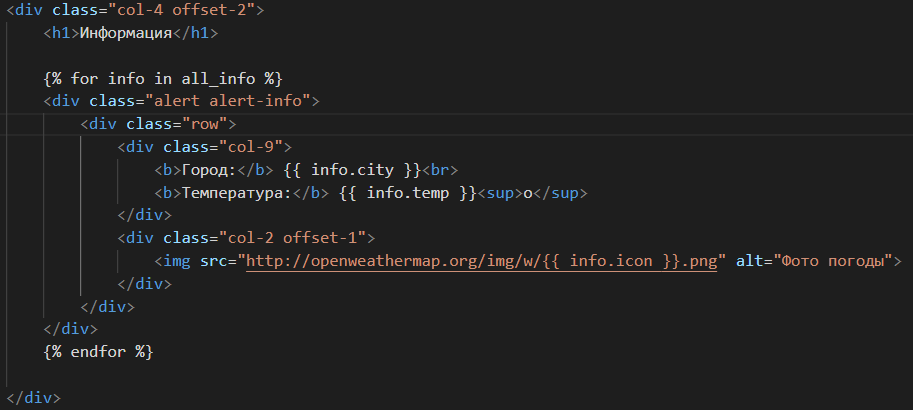 <div class="col-4 offset-2">
<h1>Информация</h1>
{% for info in all_info %}
<div class="alert alert-info">
<div class="row">
<div class="col-9">
<b>Город:</b> {{ info.city }}<br>
<b>Температура:</b> {{ info.temp }}<sup>o</sup>
</div>
<div class="col-2 offset-1">
<img src="http://openweathermap.org/img/w/{{ info.icon }}.png" alt="Фото погоды">
</div>
</div>
</div>
{% endfor %}
</div>